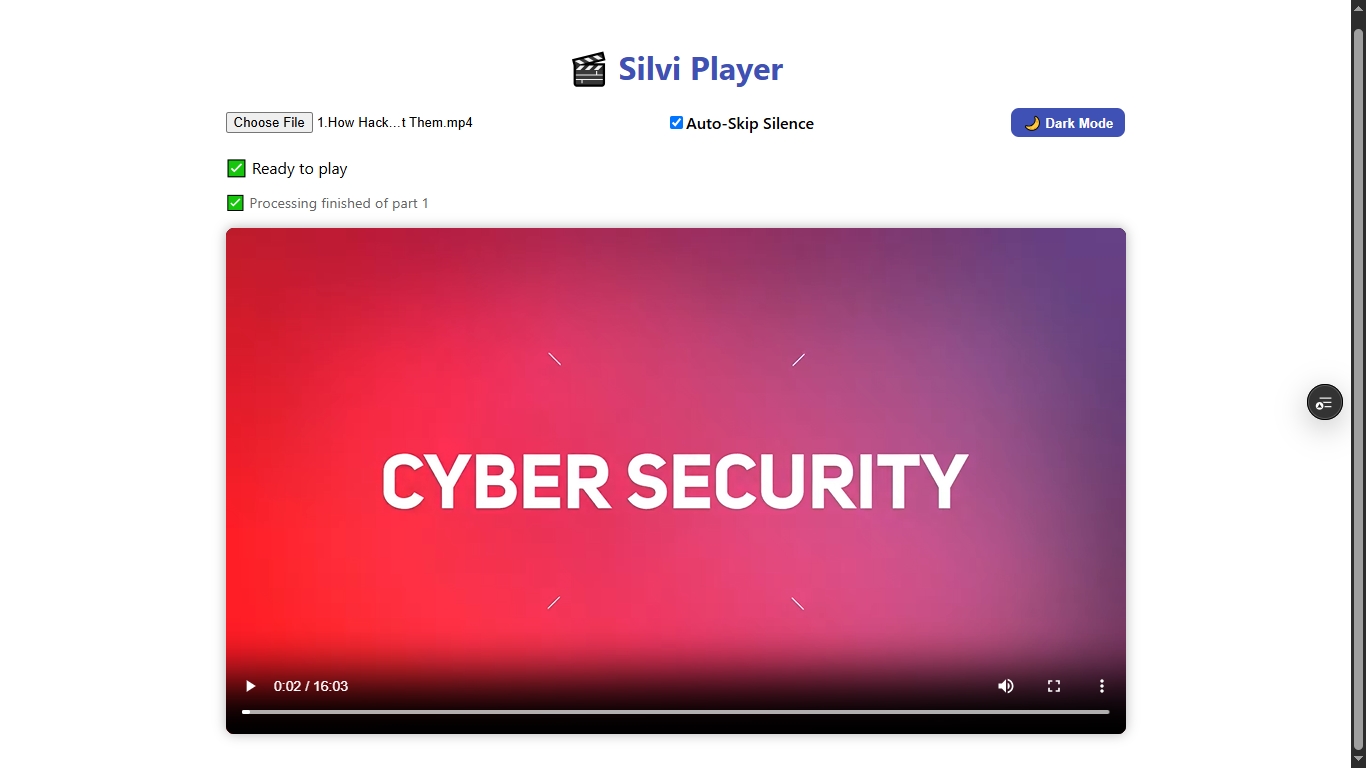 Silvi Player
Choose File 1.How Hack...t Them.mp4
Auto-Skip Silence
Dark Mode
Ready to play
Processing finished of part 1
CYBER SECURITY
0:02 / 16:03